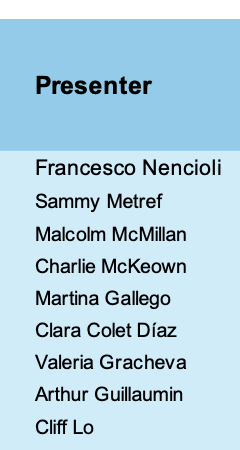 Presenter
Francesco Nencioli
Sammy Metref
Malcolm McMillan
Charlie McKeown
Martina Gallego
Clara Colet Díaz
Valeria Gracheva
Arthur Guillaumin
Cliff Lo